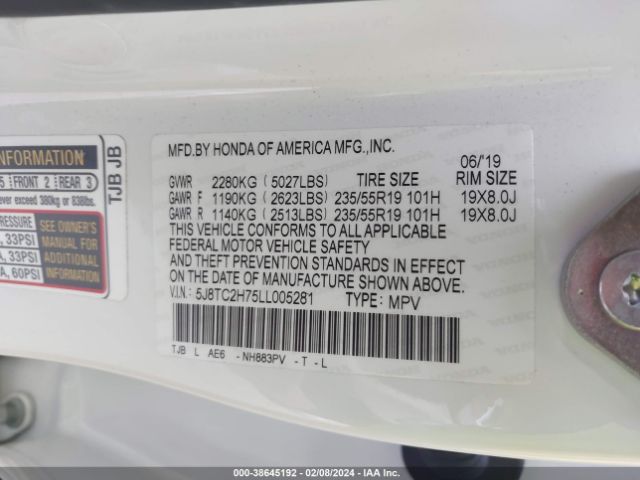 MFD.BY HONDA OF AMERICA MFG.,INC.
06/'19
GVWR 2280KG (5027LBS) TIRE SIZE RIM SIZE
GAWR F 1190KG (2623LBS) 235/55R19 101H 19X8.0J
GAWR R 1140KG (2513LBS) 235/55R19 101H 19X8.0J
THIS VEHICLE CONFORMS TO ALL APPLICABLE
FEDERAL MOTOR VEHICLE SAFETY
AND THEFT PREVENTION STANDARDS IN EFFECT
ON THE DATE OF MANUFACTURE SHOWN ABOVE.
V.I.N.: 5J8TC2H75LL005281 TYPE: MPV
TJB L AE6 -NH883PV -T-L
INFORMATION
5 FRONT 2 REAR 3
ever exceed 380kg or 838lbs.
TJB JB
PRESSURE
, 33PSI
, 33PSI
A, 60PSI
SEE OWNER'S
MANUAL FOR
ADDITIONAL
INFORMATION
000-38645192 - 02/08/2024 - IAA Inc.